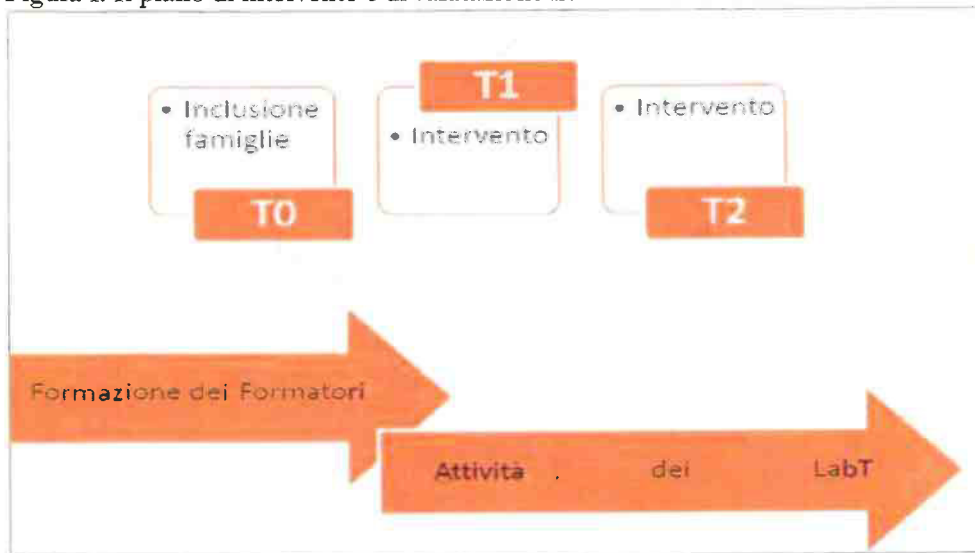 T1
• Inclusione
famiglie
• Intervento
• Intervento
T0
T2
Formazione dei Formatori
Attività . dei LabT